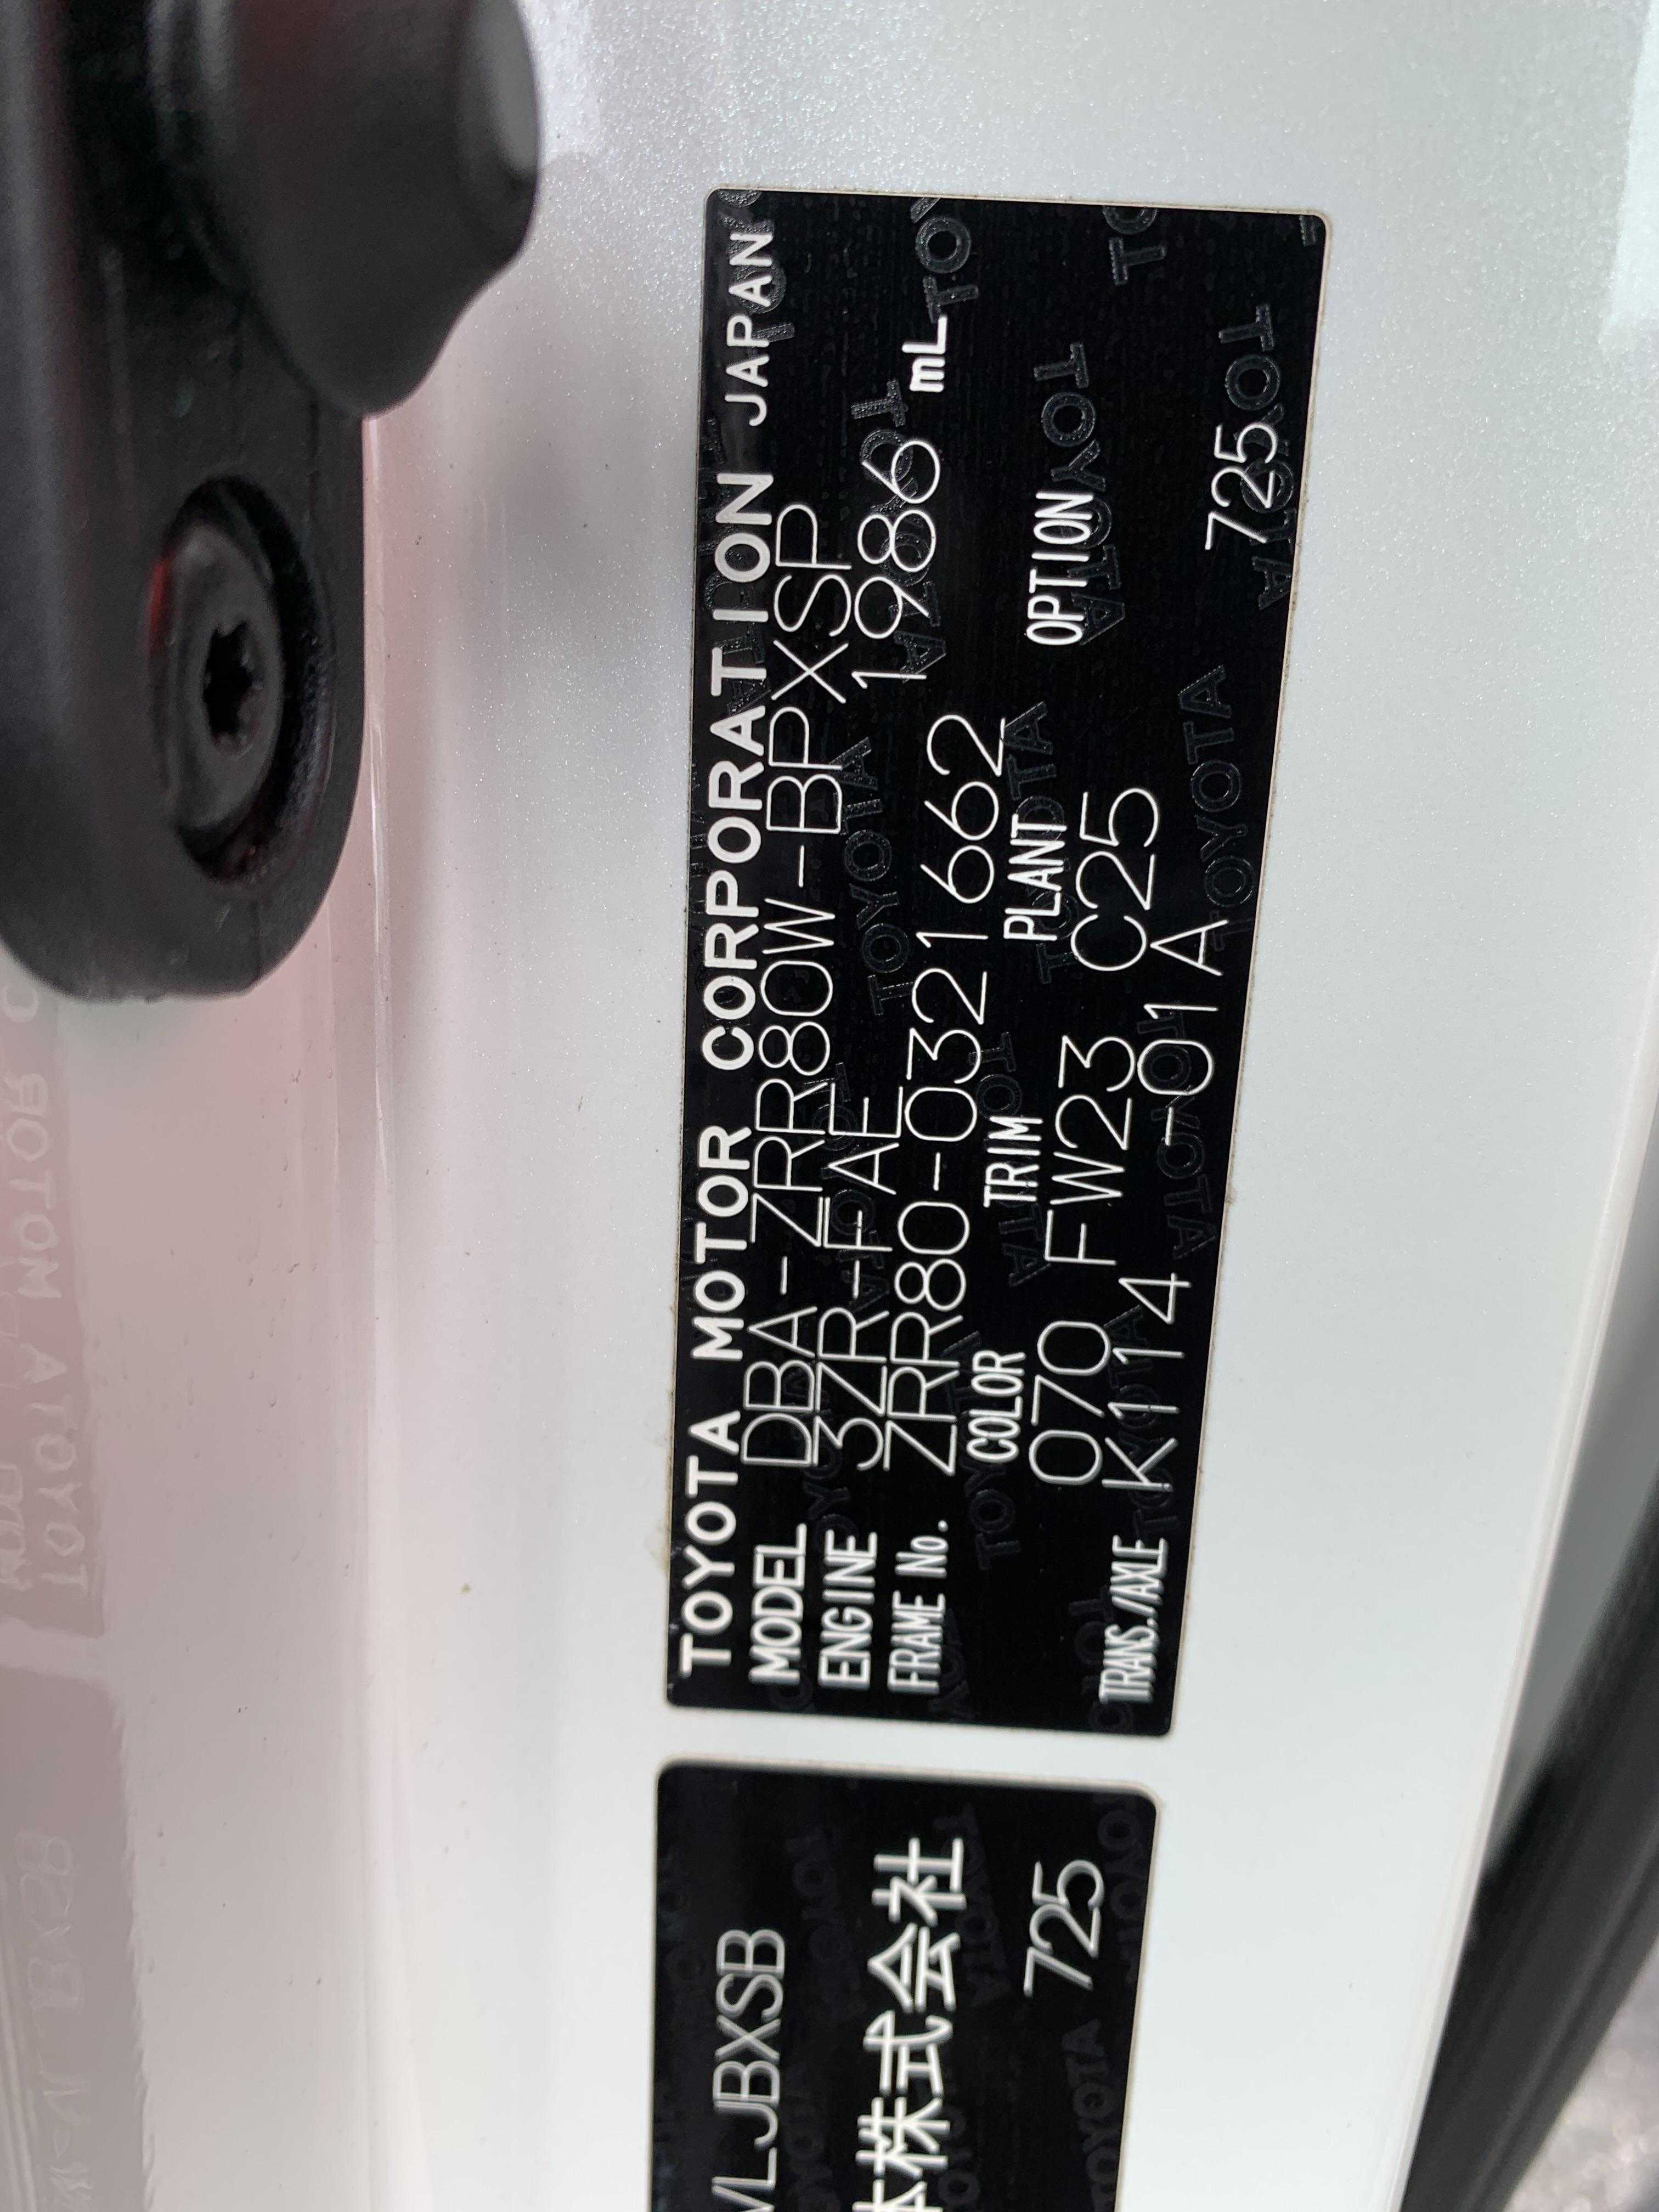 TOYOTA MOTOR CORPORATION JAPAN
MODEL DBA-ZRR80W-BPXSP
ENGINE 3ZR-FAE 1986 mL
FRAME No. ZRR80-0321662
COLOR TRIM PLANT OPTION
070 FW23 C25
TRANS./AXLE K114 -01A 725
VLJBXSB
株式会社
725